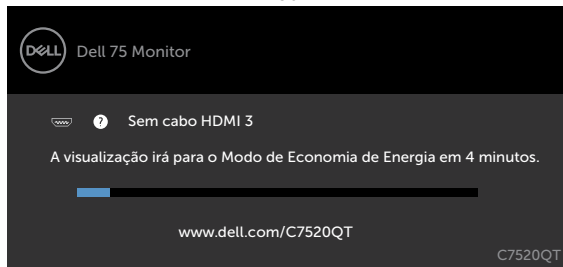 DELL
Dell 75 Monitor
? Sem cabo HDMI 3
A visualização irá para o Modo de Economia de Energia em 4 minutos.
www.dell.com/C7520QT
C7520QT